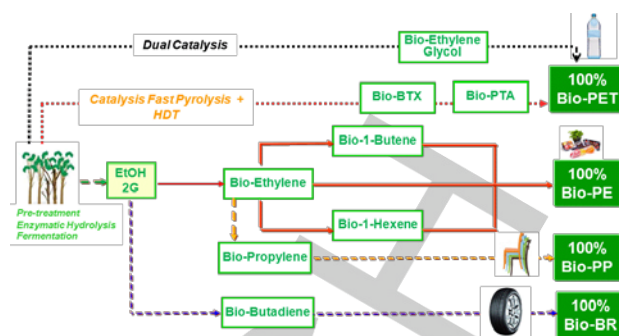 Dual Catalysis
Bio-Ethylene
Glycol
100%
Bio-PET
Catalysis Fast Pyrolysis +
HDT
Bio-BTX
Bio-PTA
Bio-1-Butene
EtOH
2G
Bio-Ethylene
100%
Bio-PE
Pre-treatment
Enzymatic Hydrolysis
Fermentation
Bio-1-Hexene
Bio-Propylene
100%
Bio-PP
Bio-Butadiene
100%
Bio-BR